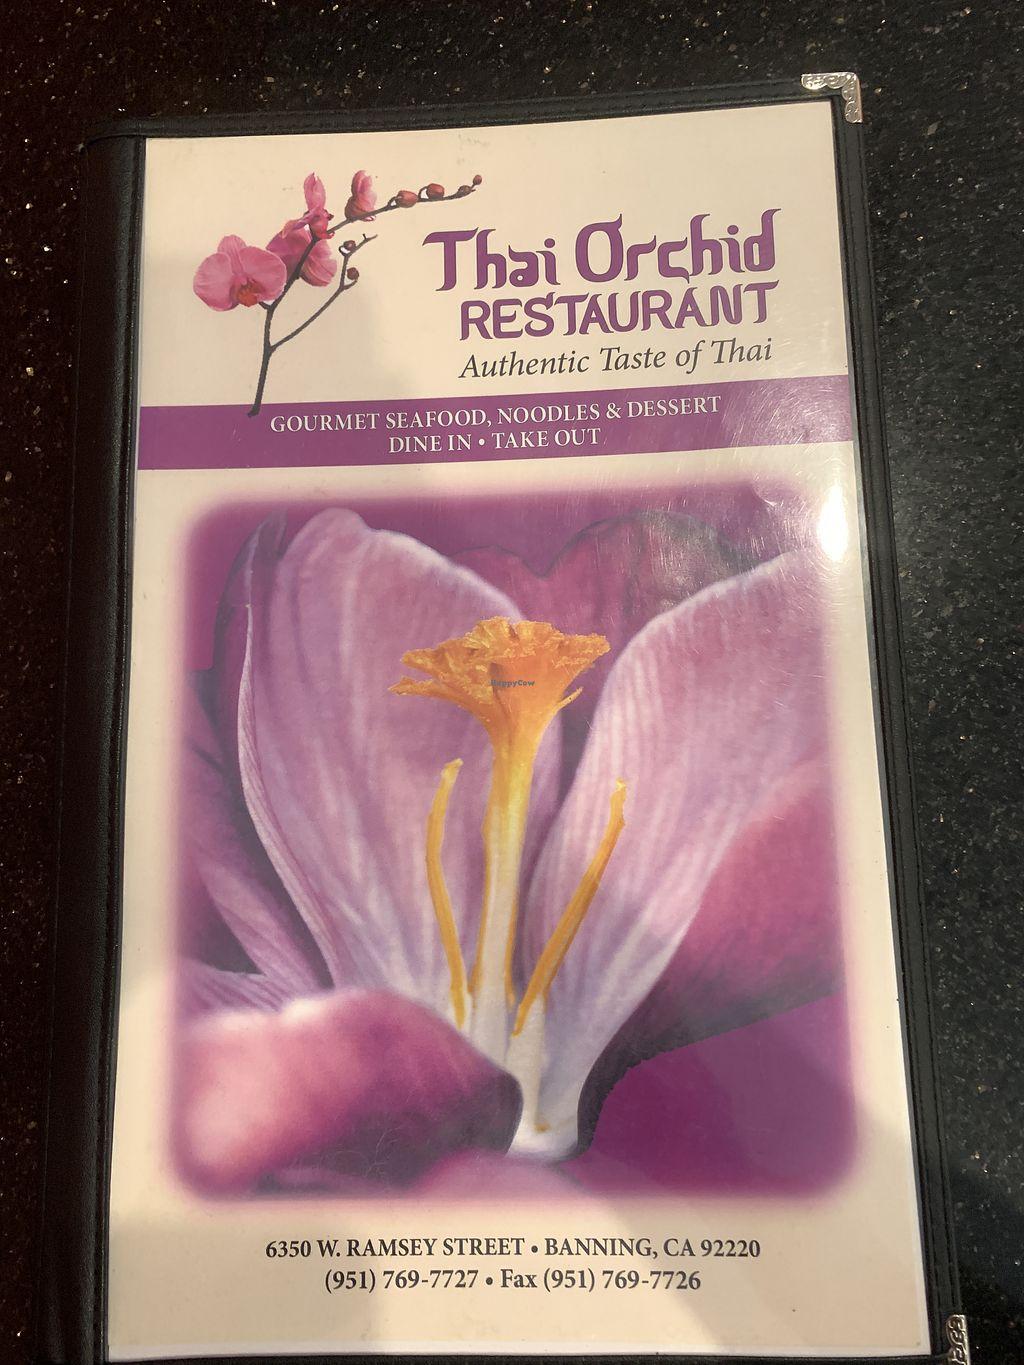 Thai Orchid
RESTAURANT
Authentic Taste of Thai
GOURMET SEAFOOD, NOODLES & DESSERT
DINE IN • TAKE OUT
HappyCow
6350 W. RAMSEY STREET • BANNING, CA 92220
(951) 769-7727 • Fax (951) 769-7726